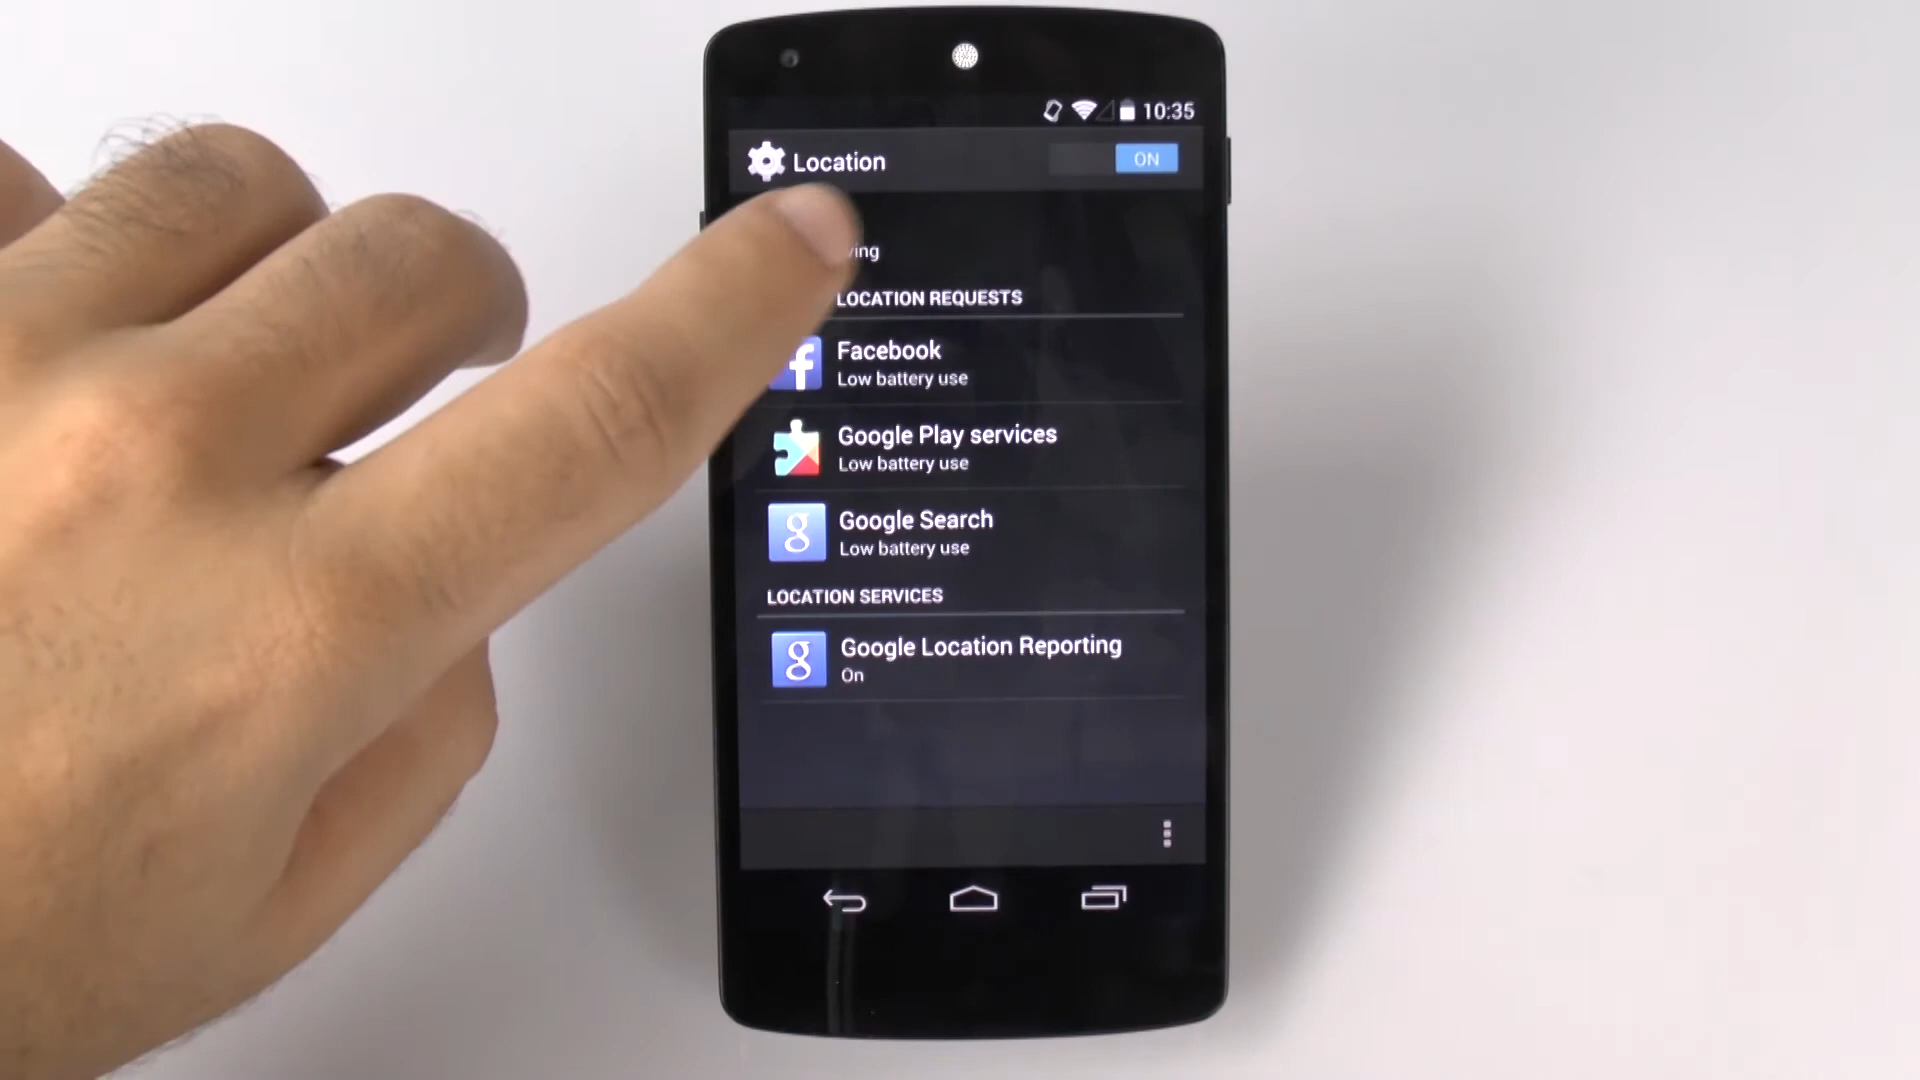 10:35
Location ON
LOCATION REQUESTS
Facebook
Low battery use
Google Play services
Low battery use
Google Search
Low battery use
LOCATION SERVICES
Google Location Reporting
On